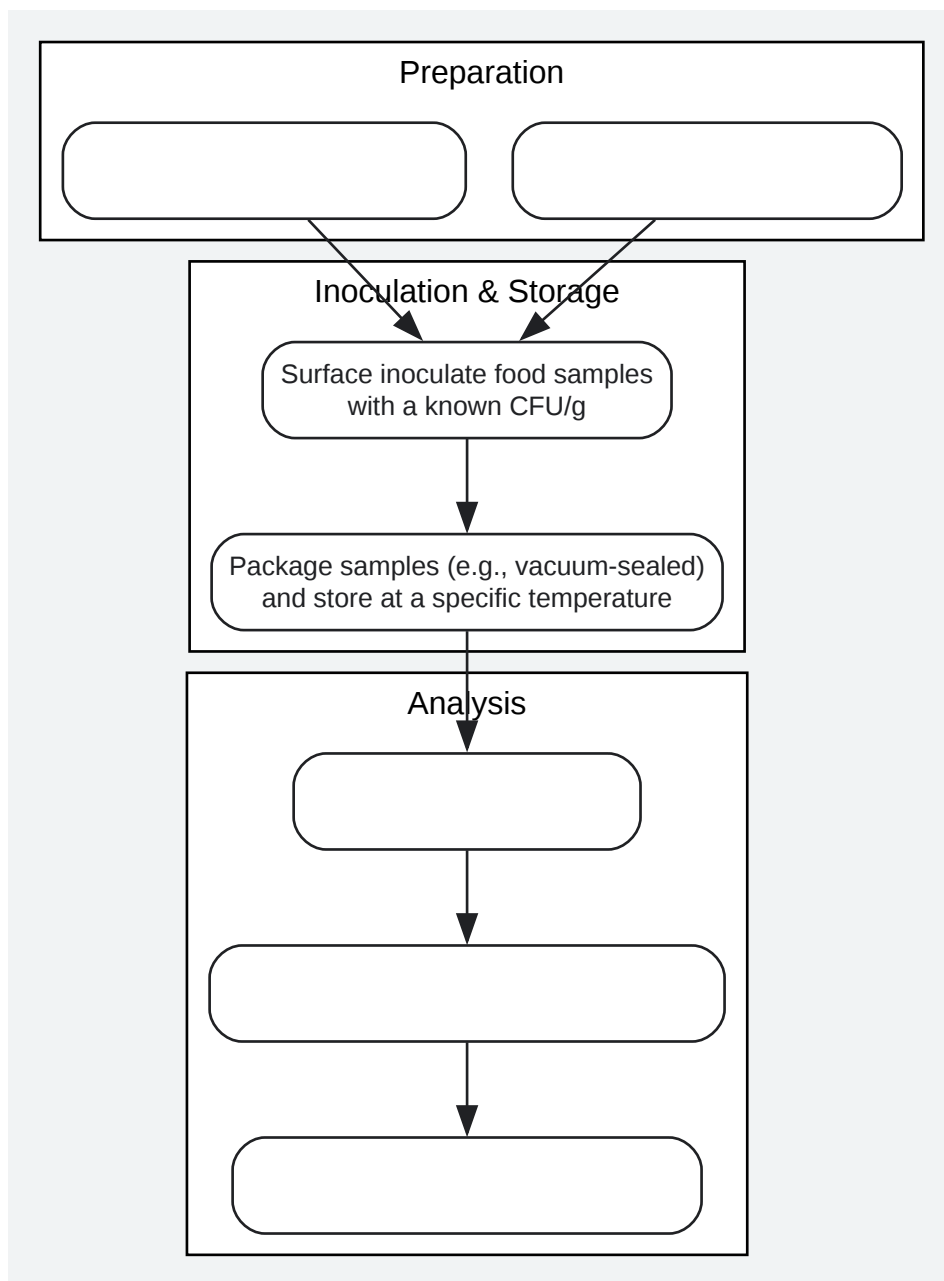 Preparation
Inoculation & Storage
Surface inoculate food samples
with a known CFU/g
Package samples (e.g., vacuum-sealed)
and store at a specific temperature
Analysis